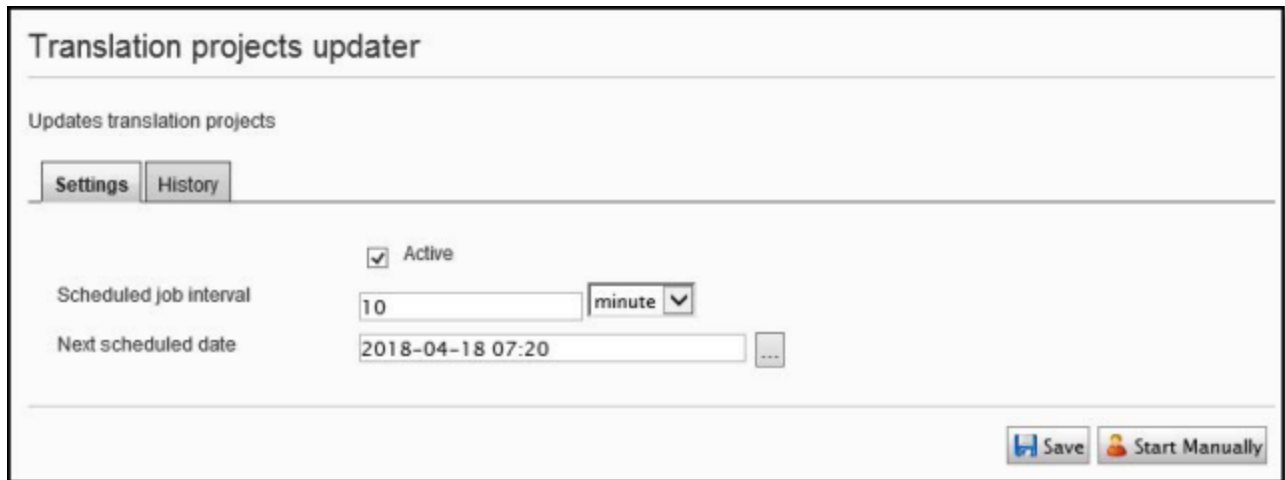 Translation projects updater
Updates translation projects
Settings History
Active
Scheduled job interval 10 minute
Next scheduled date 2018-04-18 07:20 ...
Save Start Manually